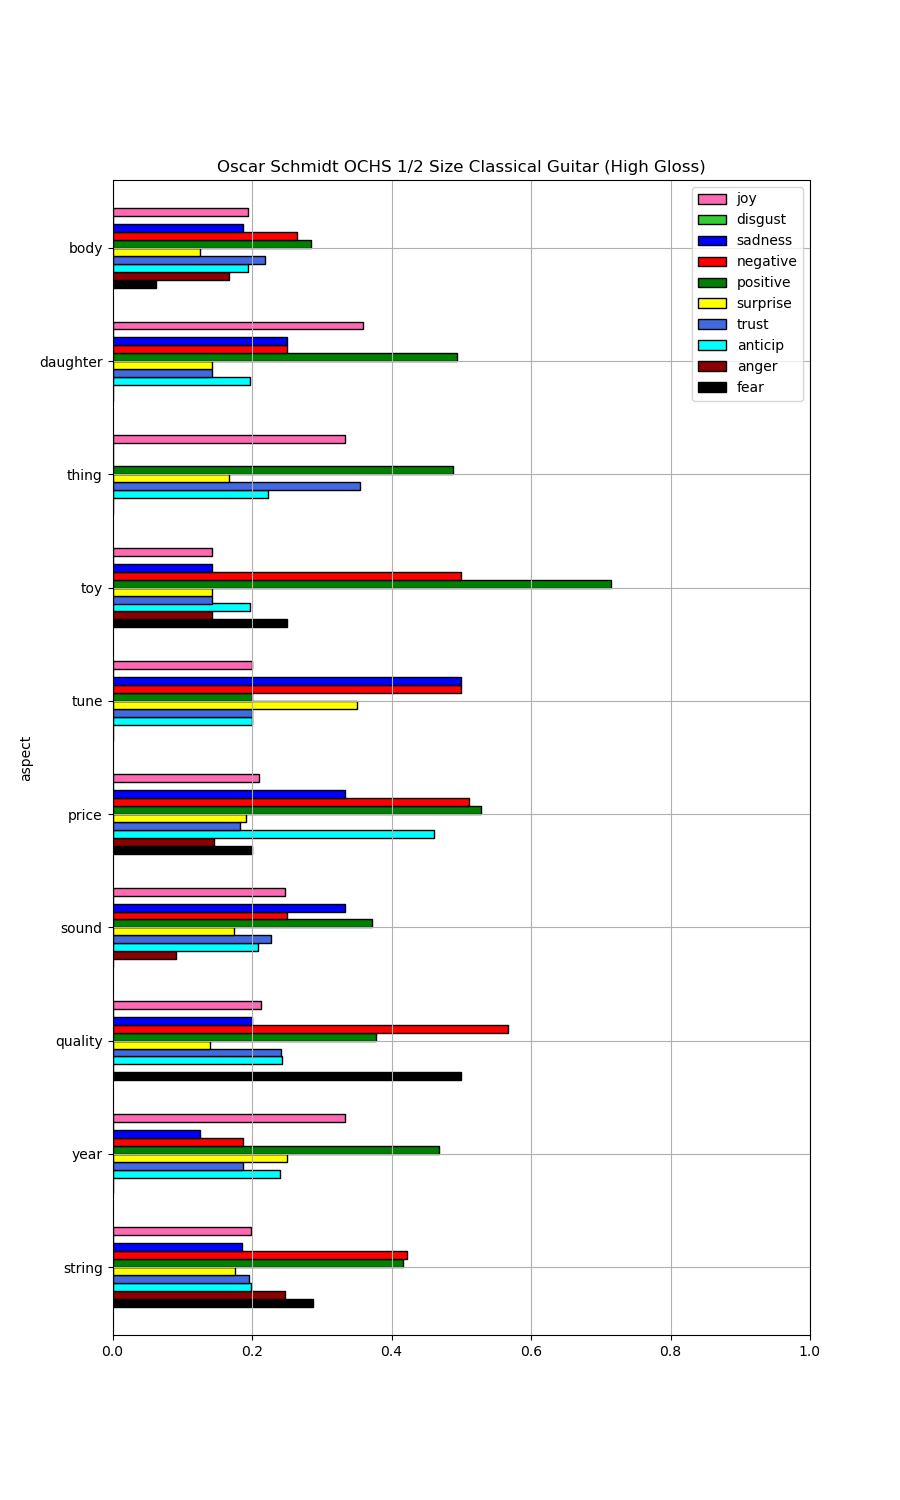 Oscar Schmidt OCHS 1/2 Size Classical Guitar (High Gloss)
joy
disgust
sadness
negative
positive
surprise
trust
anticip
anger
fear
body
daughter
thing
toy
tune
price
sound
quality
year
string
aspect
0.0 0.2 0.4 0.6 0.8 1.0